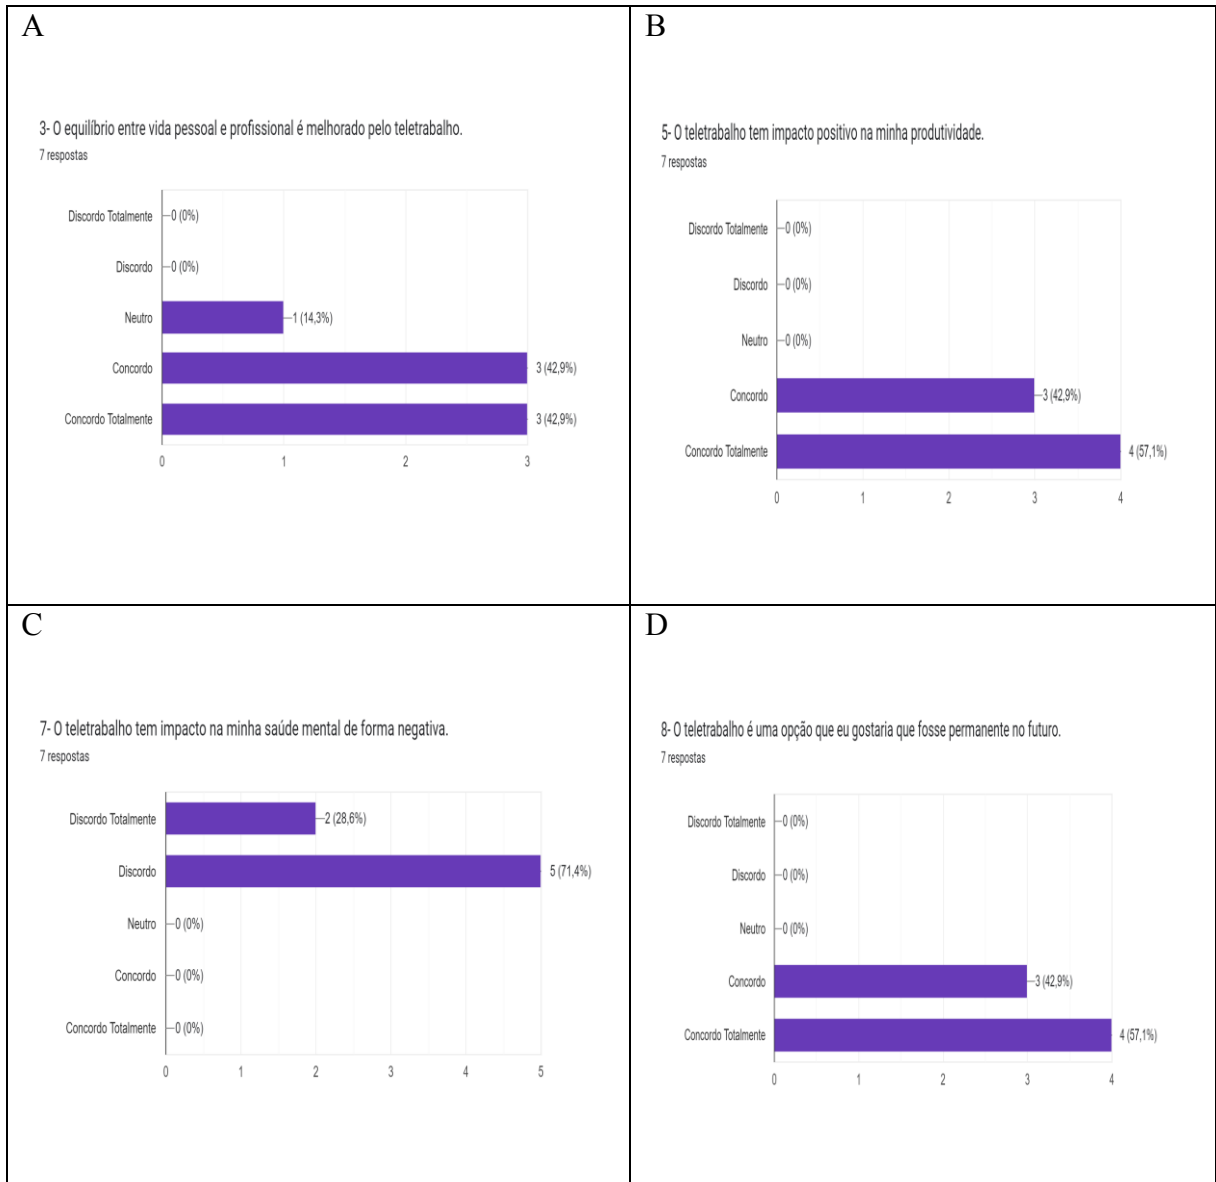 A
3- O equilíbrio entre vida pessoal e profissional é melhorado pelo teletrabalho.
7 respostas
Discordo Totalmente 0 (0%)
Discordo 0 (0%)
Neutro 1 (14,3%)
Concordo 3 (42,9%)
Concordo Totalmente 3 (42,9%)
0 1 2 3
B
5- O teletrabalho tem impacto positivo na minha produtividade.
7 respostas
Discordo Totalmente 0 (0%)
Discordo 0 (0%)
Neutro 0 (0%)
Concordo 3 (42,9%)
Concordo Totalmente 4 (57,1%)
0 1 2 3 4
C
7- O teletrabalho tem impacto na minha saúde mental de forma negativa.
7 respostas
Discordo Totalmente 2 (28,6%)
Discordo 5 (71,4%)
Neutro 0 (0%)
Concordo 0 (0%)
Concordo Totalmente 0 (0%)
0 1 2 3 4 5
D
8- O teletrabalho é uma opção que eu gostaria que fosse permanente no futuro.
7 respostas
Discordo Totalmente 0 (0%)
Discordo 0 (0%)
Neutro 0 (0%)
Concordo 3 (42,9%)
Concordo Totalmente 4 (57,1%)
0 1 2 3 4